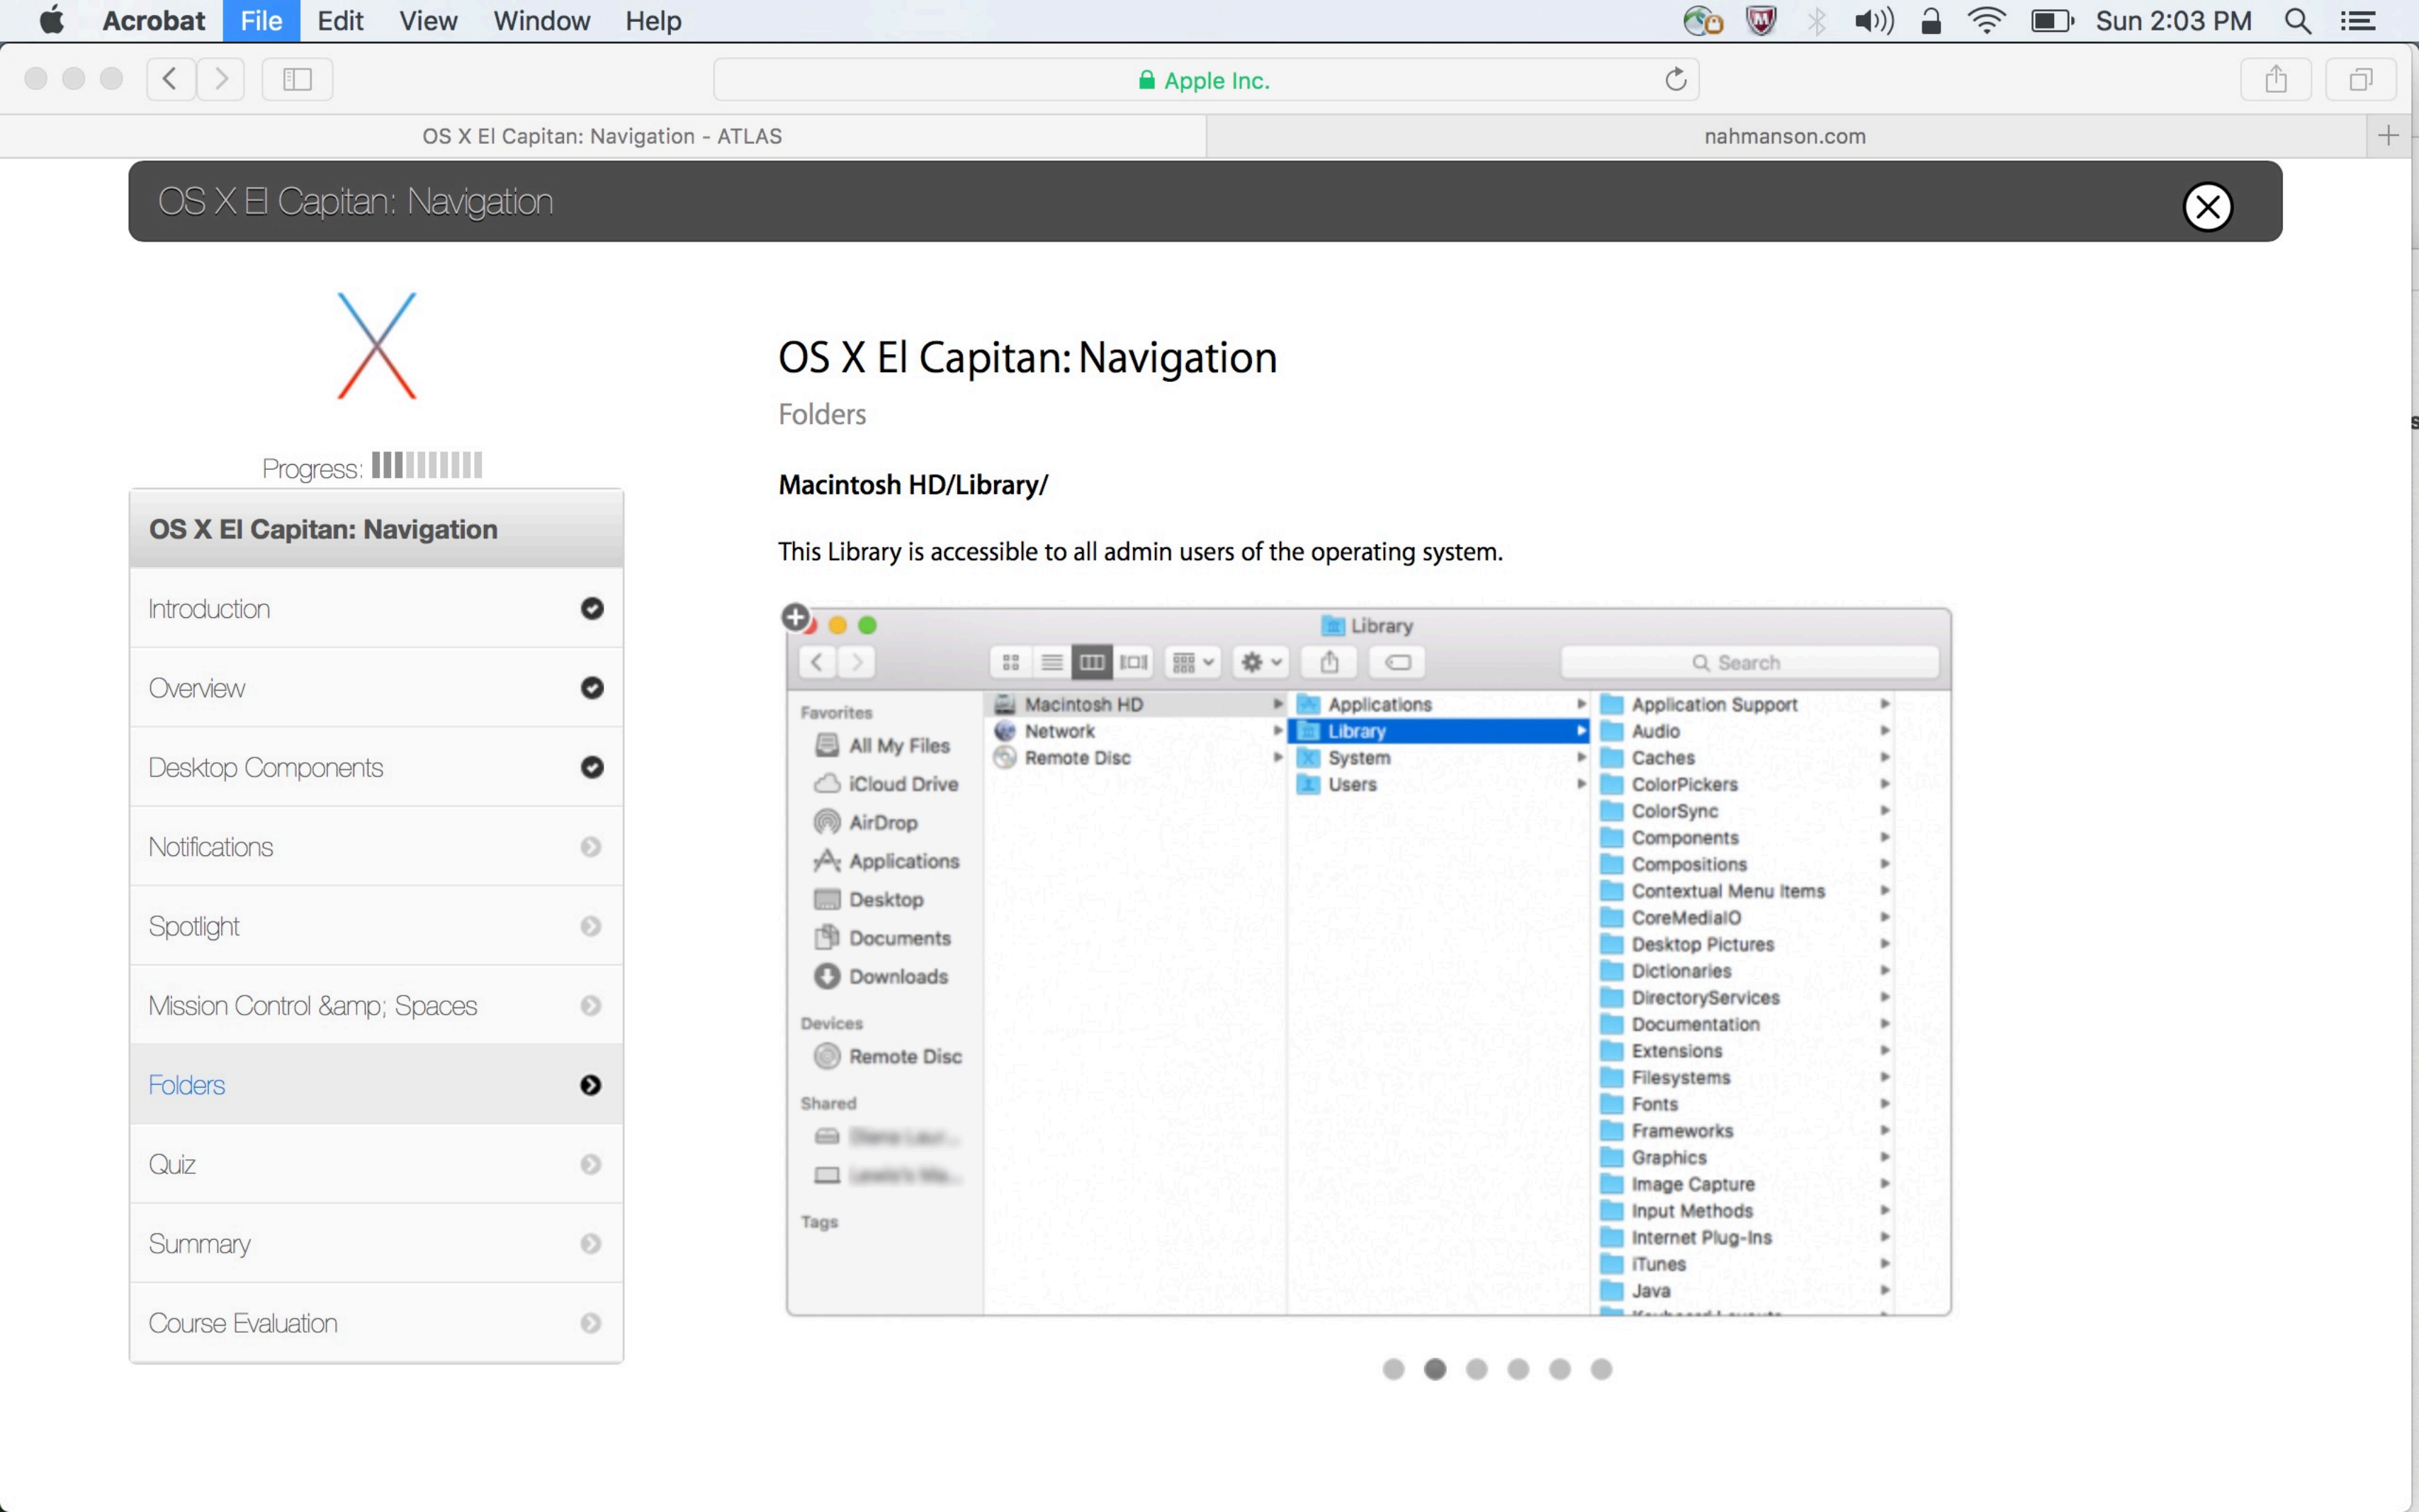 Acrobat File Edit View Window Help Sun 2:03 PM
Apple Inc.
OS X El Capitan: Navigation - ATLAS nahmanson.com
OS X El Capitan: Navigation
Progress:
OS X El Capitan: Navigation
Introduction
Overview
Desktop Components
Notifications
Spotlight
Mission Control &amp; Spaces
Folders
Quiz
Summary
Course Evaluation
OS X El Capitan: Navigation
Folders
Macintosh HD/Library/
This Library is accessible to all admin users of the operating system.
Library
Search
Favorites
All My Files
iCloud Drive
AirDrop
Applications
Desktop
Documents
Downloads
Devices
Remote Disc
Shared
Tags
Macintosh HD
Network
Remote Disc
Applications
Library
System
Users
Application Support
Audio
Caches
ColorPickers
ColorSync
Components
Compositions
Contextual Menu Items
CoreMediaIO
Desktop Pictures
Dictionaries
DirectoryServices
Documentation
Extensions
Filesystems
Fonts
Frameworks
Graphics
Image Capture
Input Methods
Internet Plug-Ins
iTunes
Java